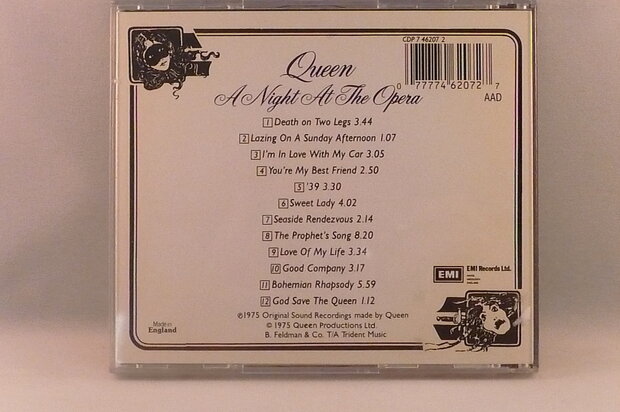 CDP 7 46207 2
0 77774 62072 7
AAD
Queen
A Night At The Opera
1 Death on Two Legs 3.44
2 Lazing On A Sunday Afternoon 1.07
3 I'm In Love With My Car 3.05
4 You're My Best Friend 2.50
5 '39 3.30
6 Sweet Lady 4.02
7 Seaside Rendezvous 2.14
8 The Prophet's Song 8.20
9 Love Of My Life 3.34
10 Good Company 3.17
11 Bohemian Rhapsody 5.59
12 God Save The Queen 1.12
EMI EMI Records Ltd.
℗1975 Original Sound Recordings made by Queen
© 1975 Queen Productions Ltd.
B. Feldman & Co. T/A Trident Music
Made in
England